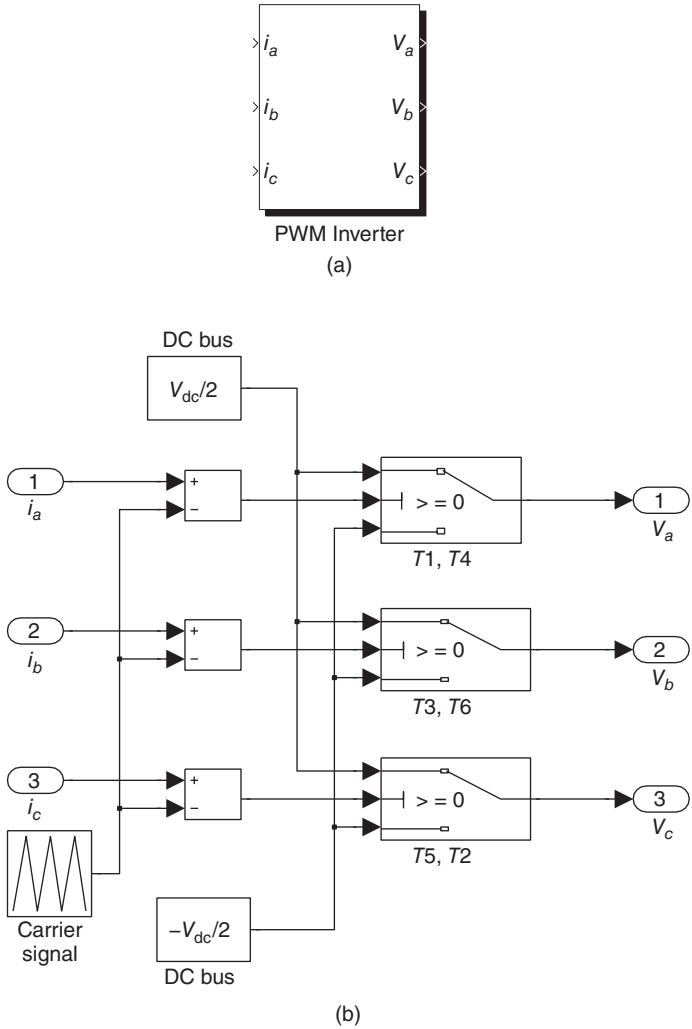 i_a V_a
i_b V_b
i_c V_c
PWM Inverter
(a)
DC bus
V_dc/2
1
i_a
+
−
> = 0
T1, T4
1
V_a
2
i_b
+
−
> = 0
T3, T6
2
V_b
3
i_c
+
−
> = 0
T5, T2
3
V_c
Carrier
signal
−V_dc/2
DC bus
(b)